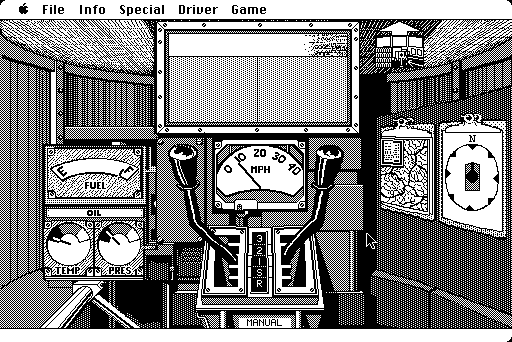 File Info Special Driver Game
0 10 20 30 40
MPH
E F
FUEL
OIL
TEMP. PRES.
3
2
1
S
R
N
MANUAL